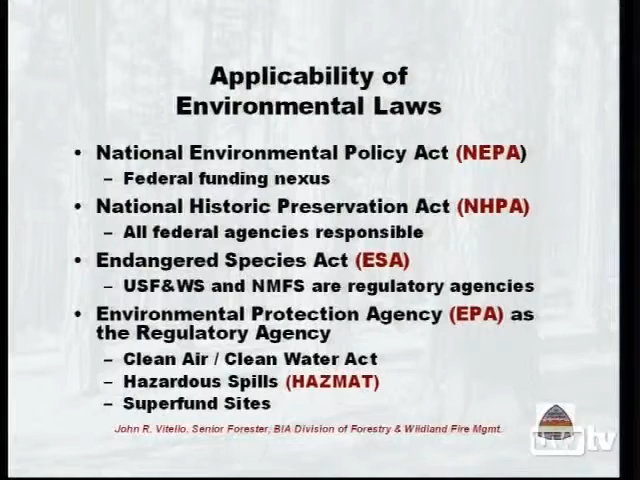 Applicability of
Environmental Laws
• National Environmental Policy Act (NEPA)
– Federal funding nexus
• National Historic Preservation Act (NHPA)
– All federal agencies responsible
• Endangered Species Act (ESA)
– USF&WS and NMFS are regulatory agencies
• Environmental Protection Agency (EPA) as
the Regulatory Agency
– Clean Air / Clean Water Act
– Hazardous Spills (HAZMAT)
– Superfund Sites
John R. Vitello, Senior Forester, BIA Division of Forestry & Wildland Fire Mgmt.
tv